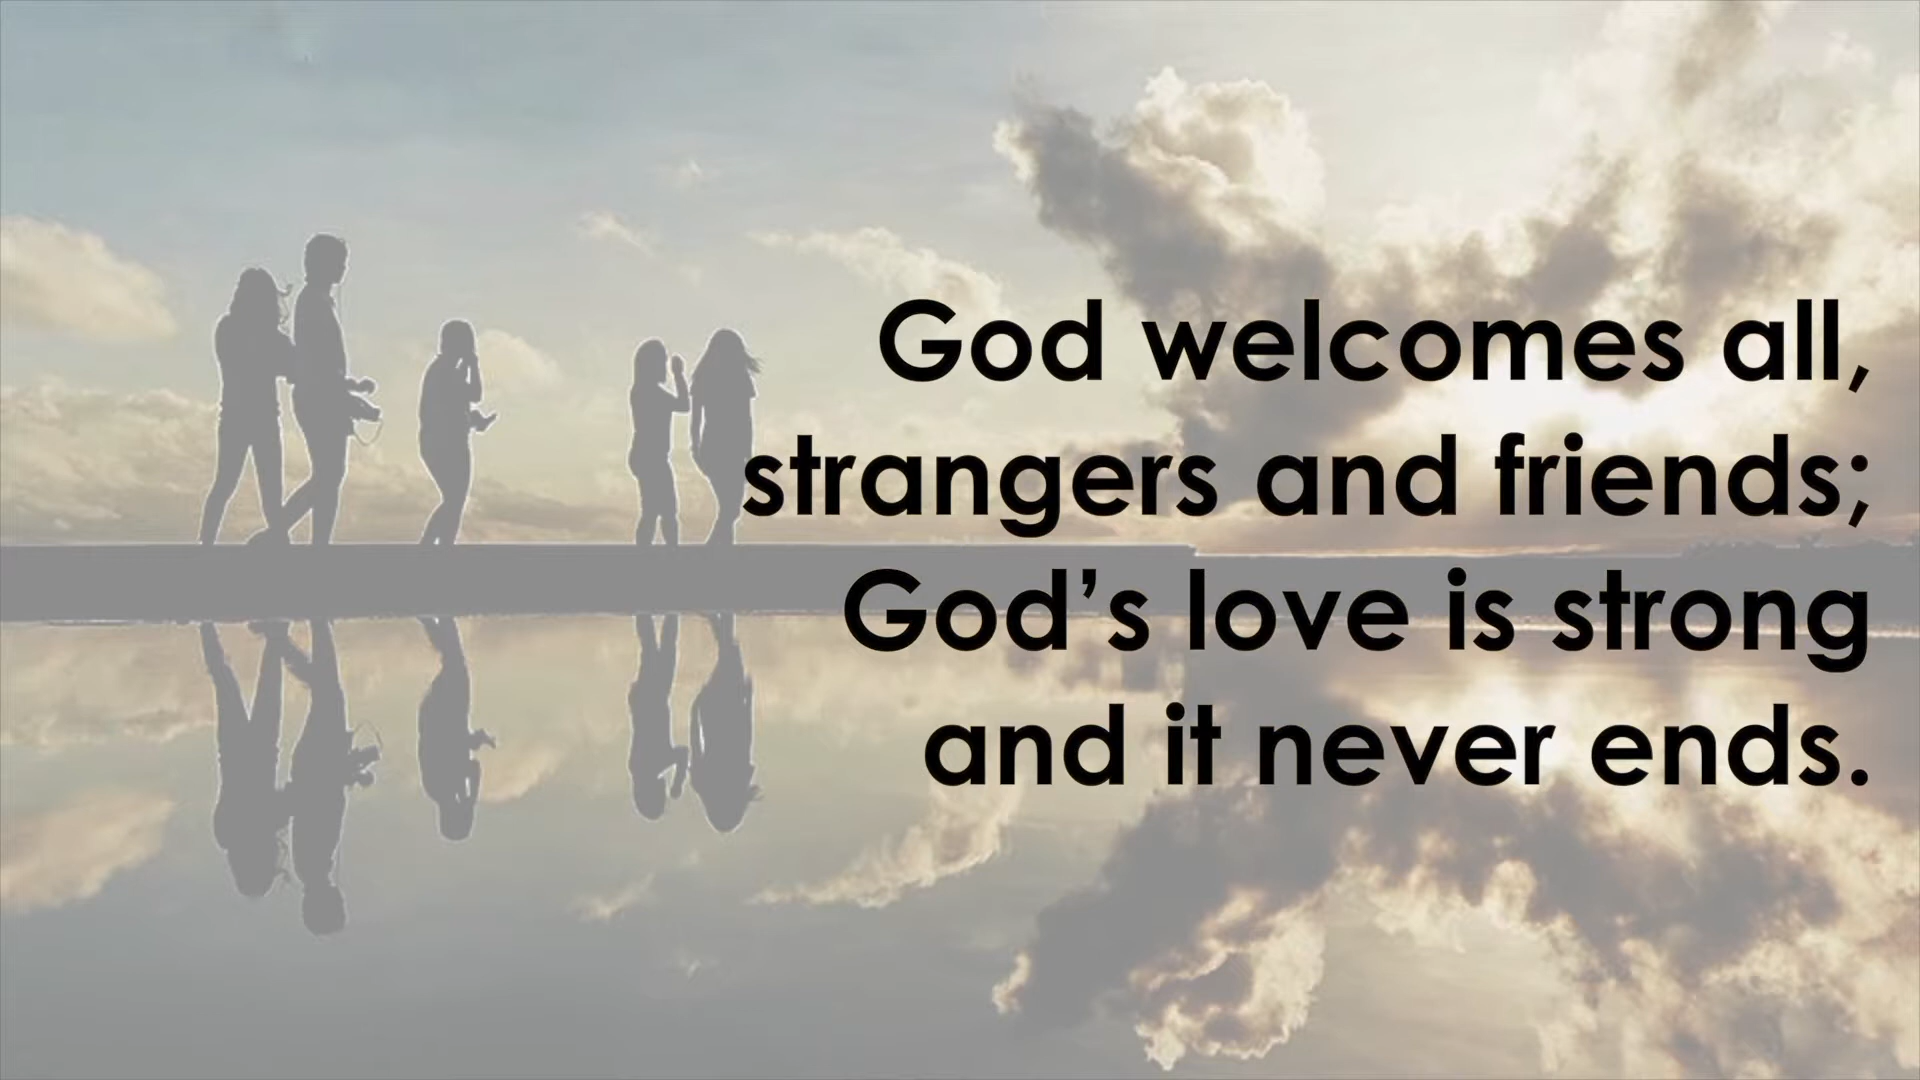 God welcomes all,
strangers and friends;
God’s love is strong
and it never ends.